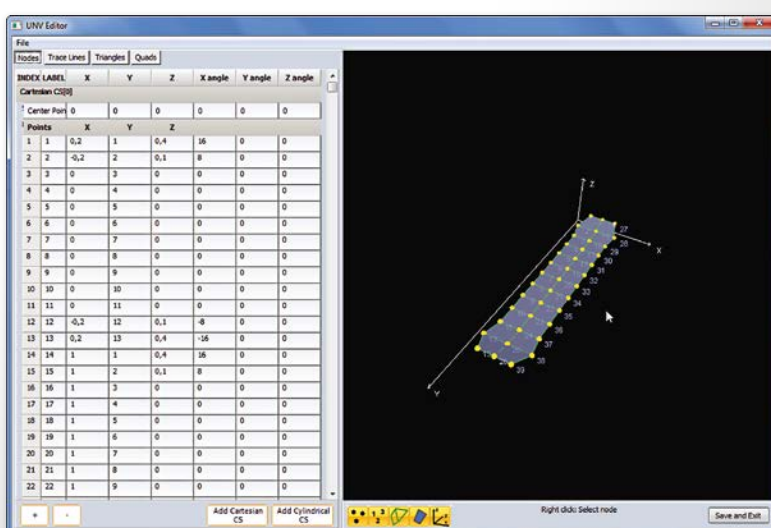 UNV Editor
File
Nodes Trace Lines Triangles Quads
INDEX LABEL X Y Z X angle Y angle Z angle
Cartesian CS[0]
Center Poin 0 0 0 0 0 0
Points X Y Z
1 1 0,2 1 0,4 16 0 0
2 2 -0,2 2 0,1 8 0 0
3 3 0 3 0 0 0 0
4 4 0 4 0 0 0 0
5 5 0 5 0 0 0 0
6 6 0 6 0 0 0 0
7 7 0 7 0 0 0 0
8 8 0 8 0 0 0 0
9 9 0 9 0 0 0 0
10 10 0 10 0 0 0 0
11 11 0 11 0 0 0 0
12 12 -0,2 12 0,1 -8 0 0
13 13 0,2 13 0,4 -16 0 0
14 14 1 1 0,4 16 0 0
15 15 1 2 0,1 8 0 0
16 16 1 3 0 0 0 0
17 17 1 4 0 0 0 0
18 18 1 5 0 0 0 0
19 19 1 6 0 0 0 0
20 20 1 7 0 0 0 0
21 21 1 8 0 0 0 0
22 22 1 9 0 0 0 0
+ - Add Cartesian CS Add Cylindrical CS
Z
X
Y
27
28
29
30
31
32
33
34
35
36
37
38
39
Right click: Select node
Save and Exit